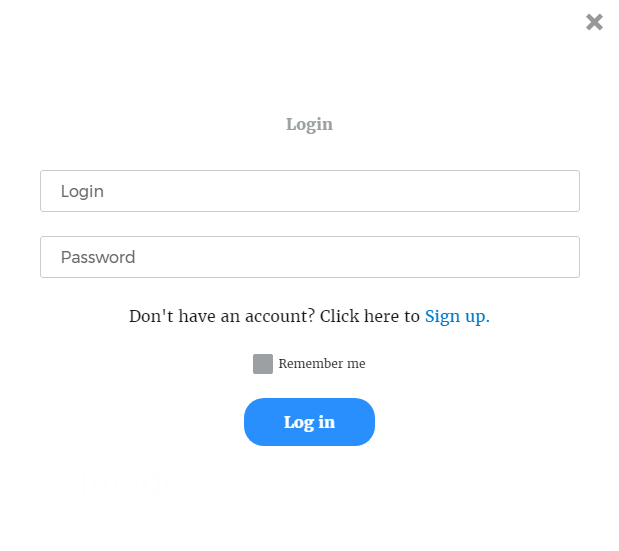 Login
Login
Password
Don't have an account? Click here to Sign up.
Remember me
Log in